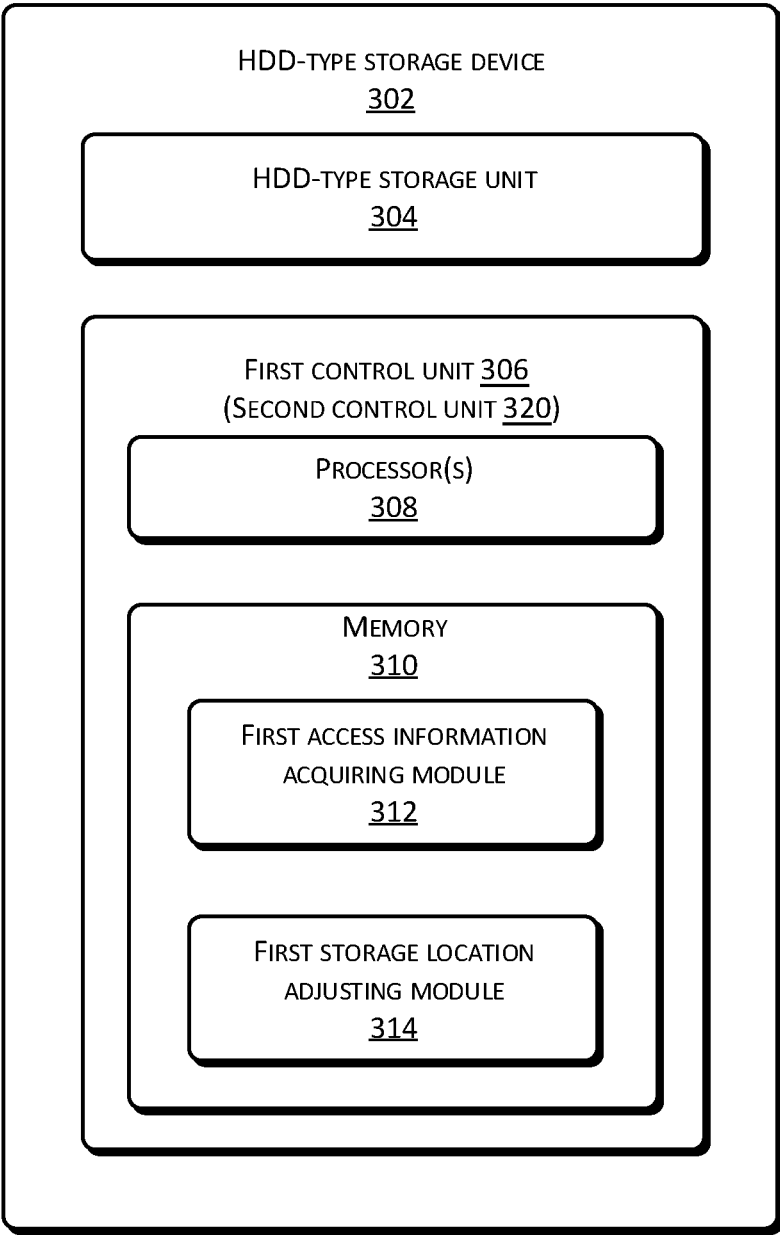 HDD-TYPE STORAGE DEVICE
302
HDD-TYPE STORAGE UNIT
304
FIRST CONTROL UNIT 306
(SECOND CONTROL UNIT 320)
PROCESSOR(S)
308
MEMORY
310
FIRST ACCESS INFORMATION
ACQUIRING MODULE
312
FIRST STORAGE LOCATION
ADJUSTING MODULE
314